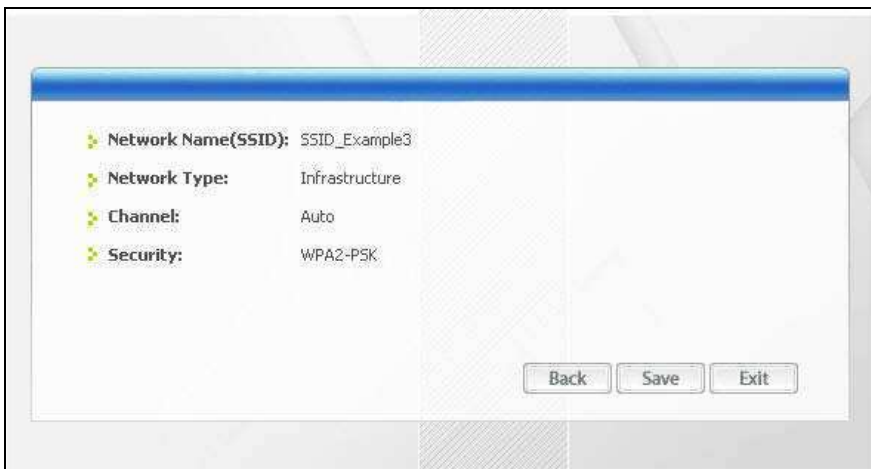 Network Name(SSID): SSID_Example3
Network Type: Infrastructure
Channel: Auto
Security: WPA2-PSK
Back Save Exit